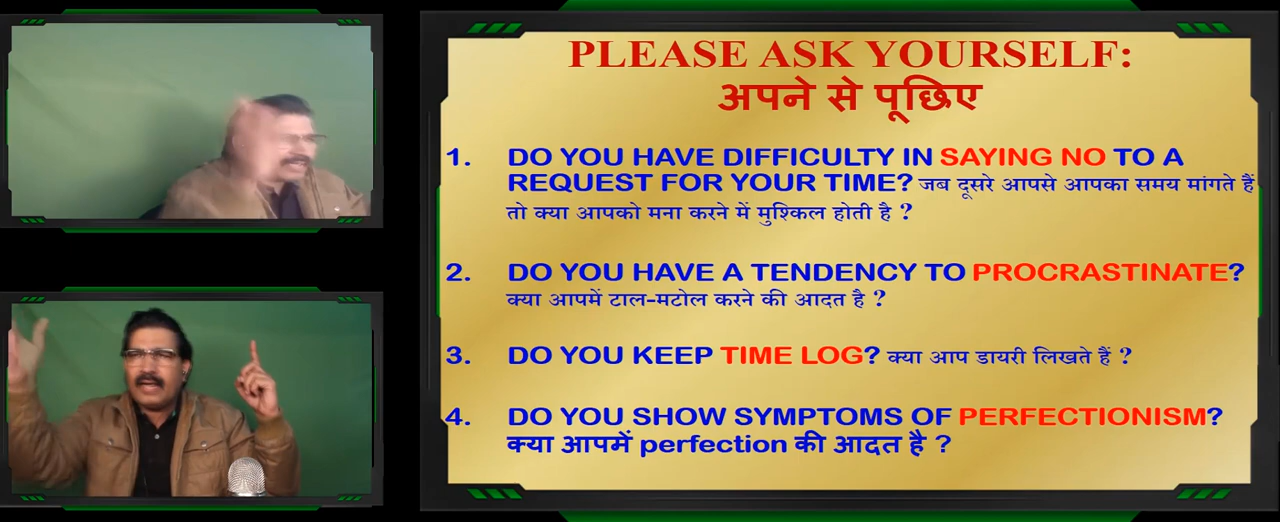 PLEASE ASK YOURSELF:
अपने से पूछिए
1. DO YOU HAVE DIFFICULTY IN SAYING NO TO A
REQUEST FOR YOUR TIME? जब दूसरे आपसे आपका समय मांगते हैं
तो क्या आपको मना करने में मुश्किल होती है ?
2. DO YOU HAVE A TENDENCY TO PROCRASTINATE?
क्या आपमें टाल-मटोल करने की आदत है ?
3. DO YOU KEEP TIME LOG? क्या आप डायरी लिखते हैं ?
4. DO YOU SHOW SYMPTOMS OF PERFECTIONISM?
क्या आपमें perfection की आदत है ?